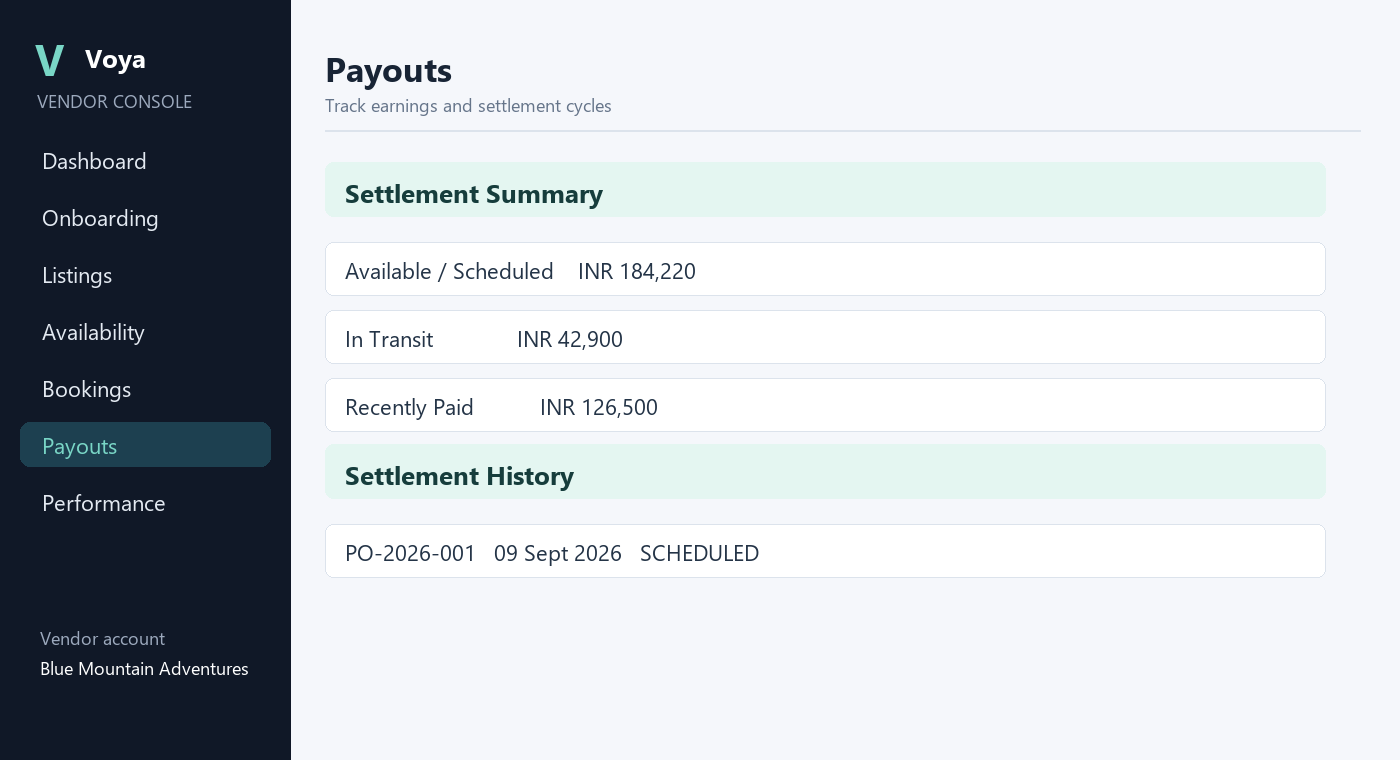 V Voya
VENDOR CONSOLE
Dashboard
Onboarding
Listings
Availability
Bookings
Payouts
Performance
Vendor account
Blue Mountain Adventures
Payouts
Track earnings and settlement cycles
Settlement Summary
Available / Scheduled INR 184,220
In Transit INR 42,900
Recently Paid INR 126,500
Settlement History
PO-2026-001 09 Sept 2026 SCHEDULED